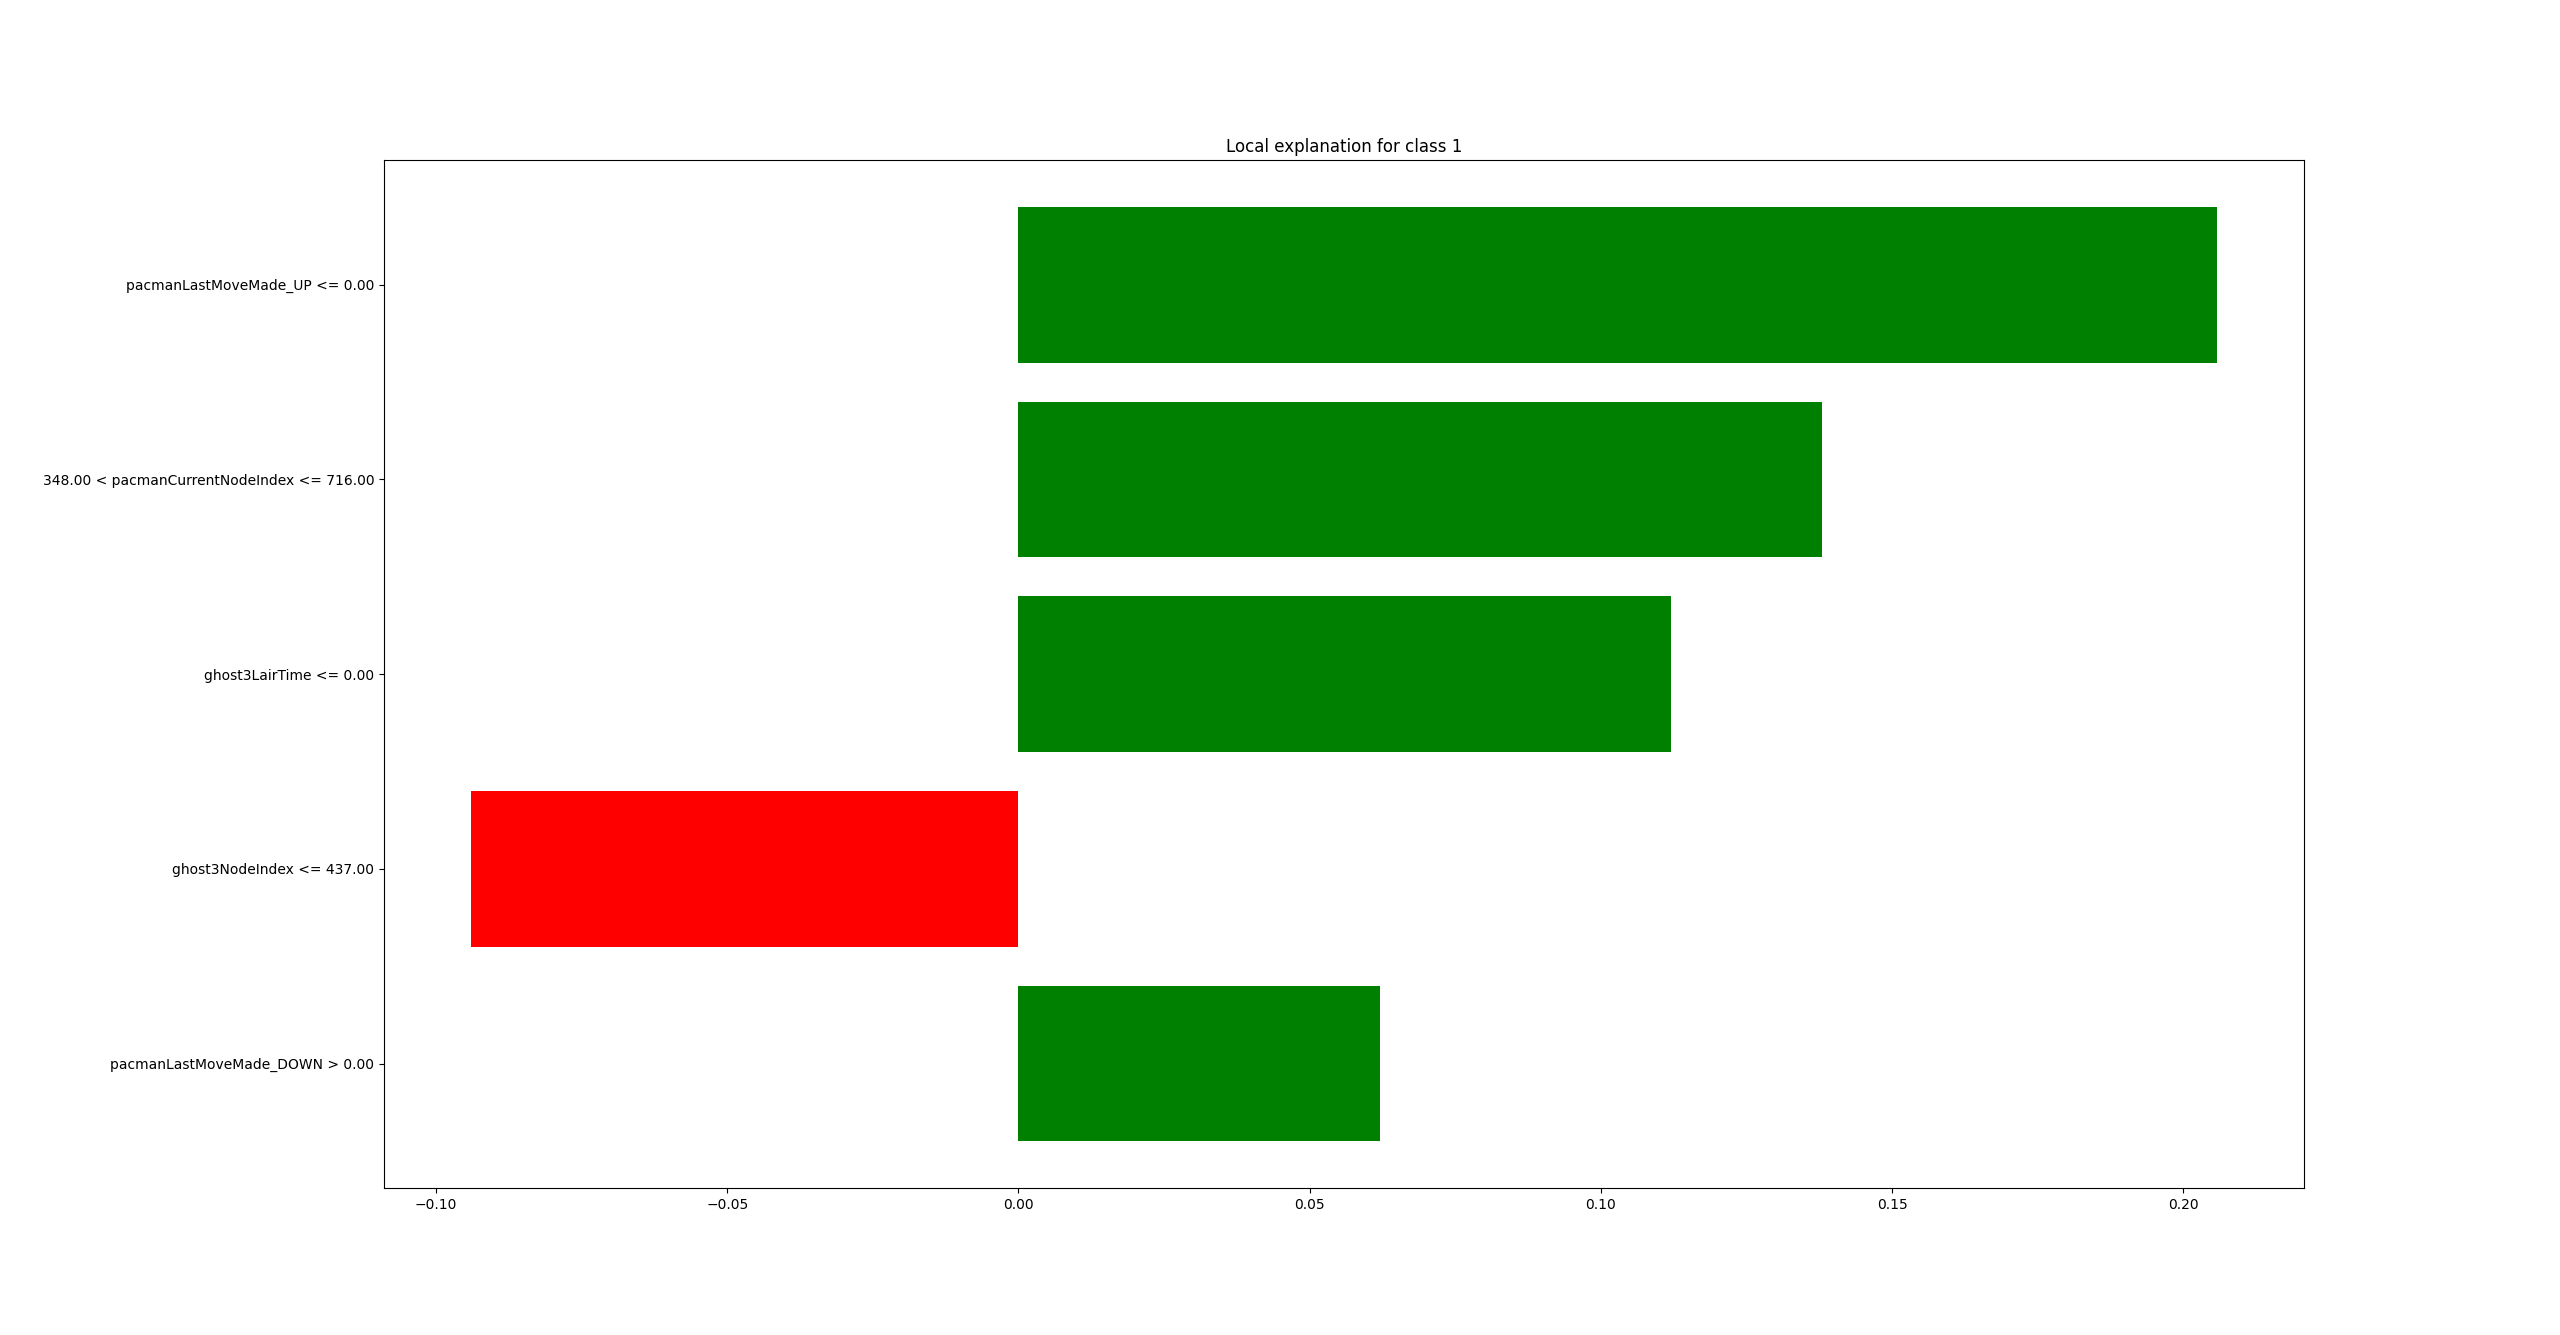 Local explanation for class 1
pacmanLastMoveMade_UP <= 0.00
348.00 < pacmanCurrentNodeIndex <= 716.00
ghost3LairTime <= 0.00
ghost3NodeIndex <= 437.00
pacmanLastMoveMade_DOWN > 0.00
−0.10 −0.05 0.00 0.05 0.10 0.15 0.20